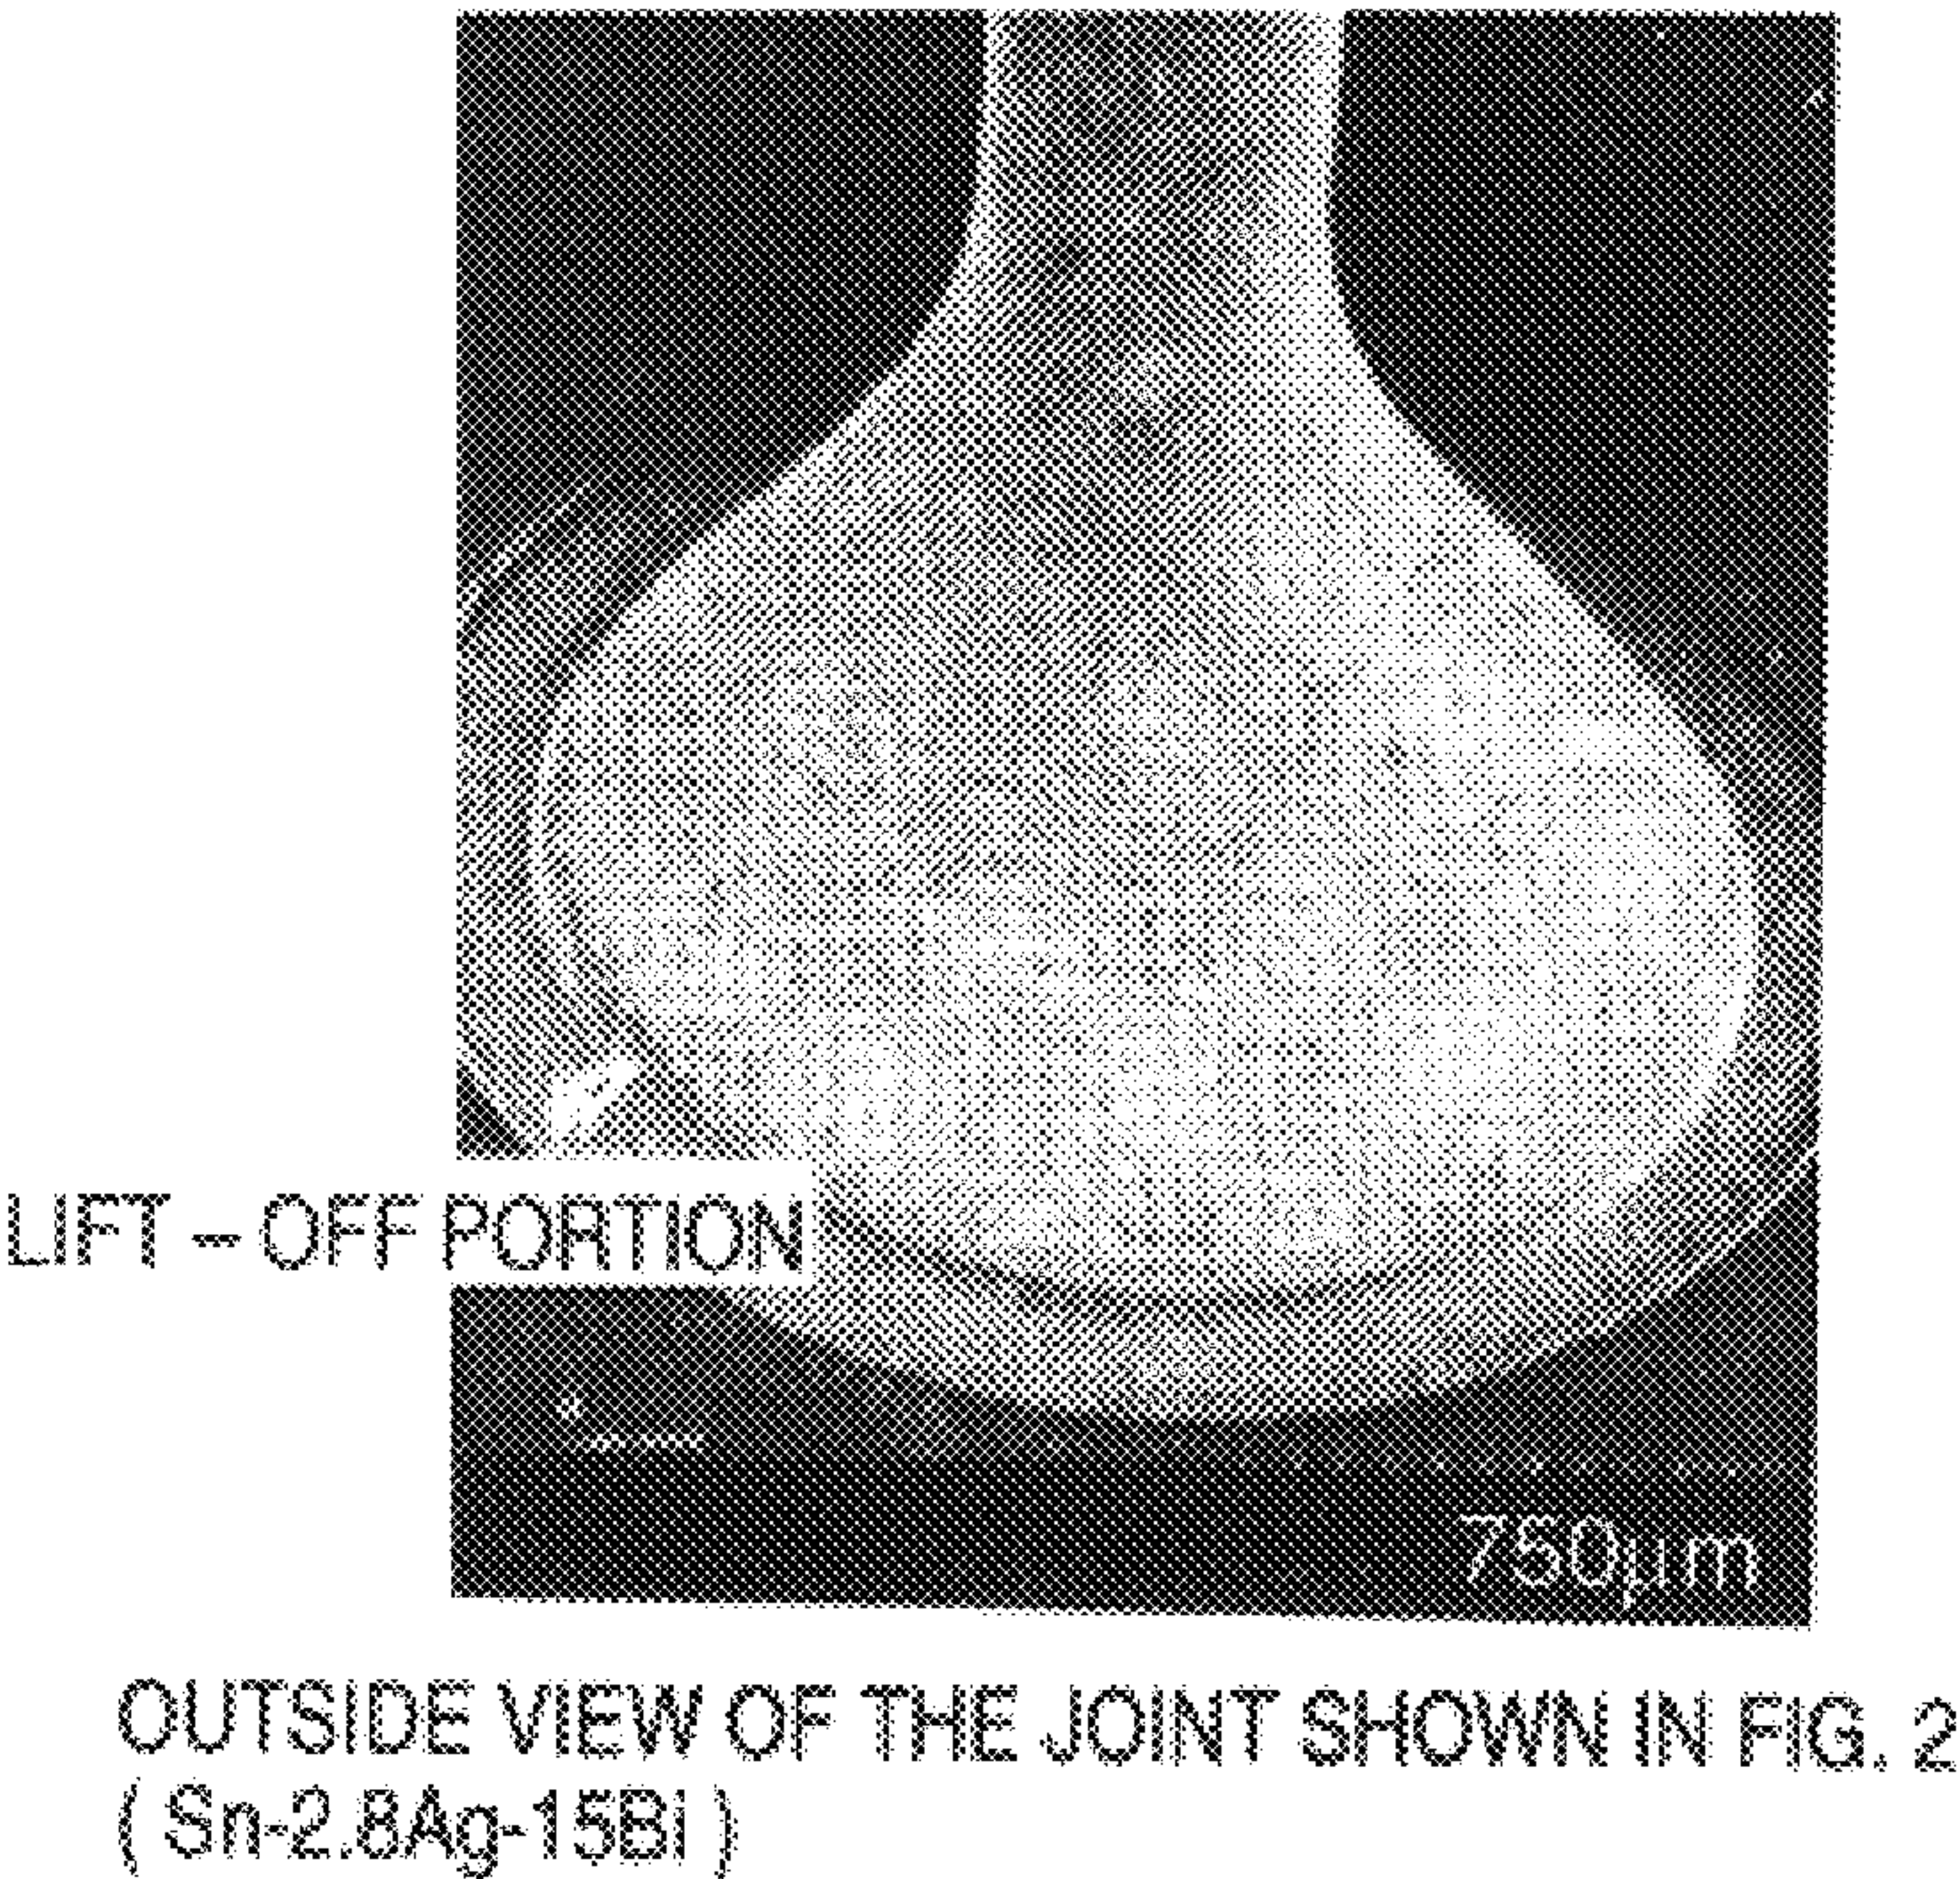 LIFT – OFF PORTION
750μm
OUTSIDE VIEW OF THE JOINT SHOWN IN FIG. 2
( Sn-2.8Ag-15Bi )